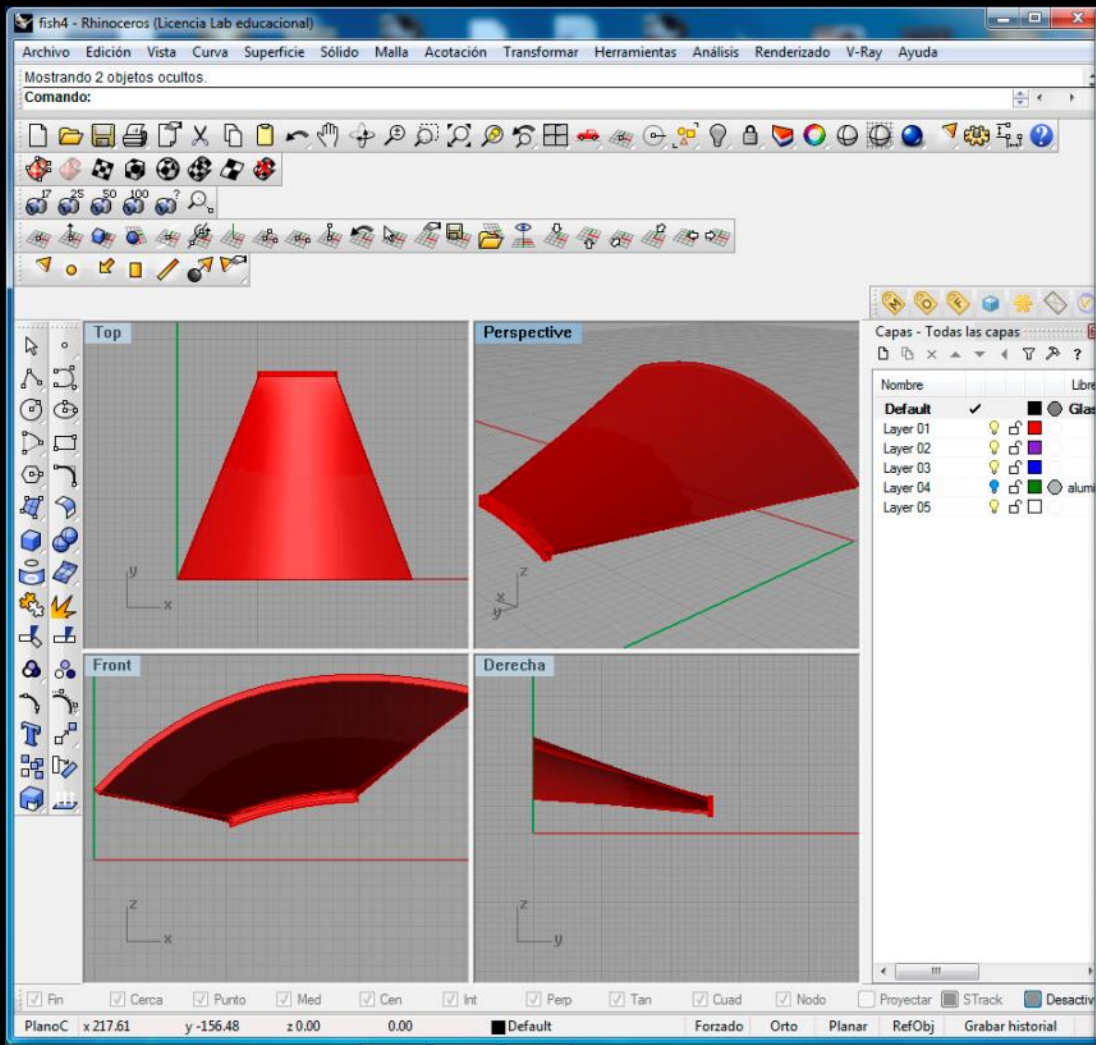 fish4 - Rhinoceros (Licencia Lab educacional)
Archivo Edición Vista Curva Superficie Sólido Malla Acotación Transformar Herramientas Análisis Renderizado V-Ray Ayuda
Mostrando 2 objetos ocultos.
Comando:
17 25 50 100 ?
M O F
Top
Perspective
Capas - Todas las capas
?
Nombre Libre
Default Glas
Layer 01
Layer 02
Layer 03
Layer 04 alumi
Layer 05
y
x
z
x
y
Front
Derecha
z
x
z
y
Fin Cerca Punto Med Cen Int Perp Tan Cuad Nodo Proyectar STrack Desactiv
PlanoC x 217.61 y -156.48 z 0.00 0.00 Default Forzado Orto Planar RefObj Grabar historial